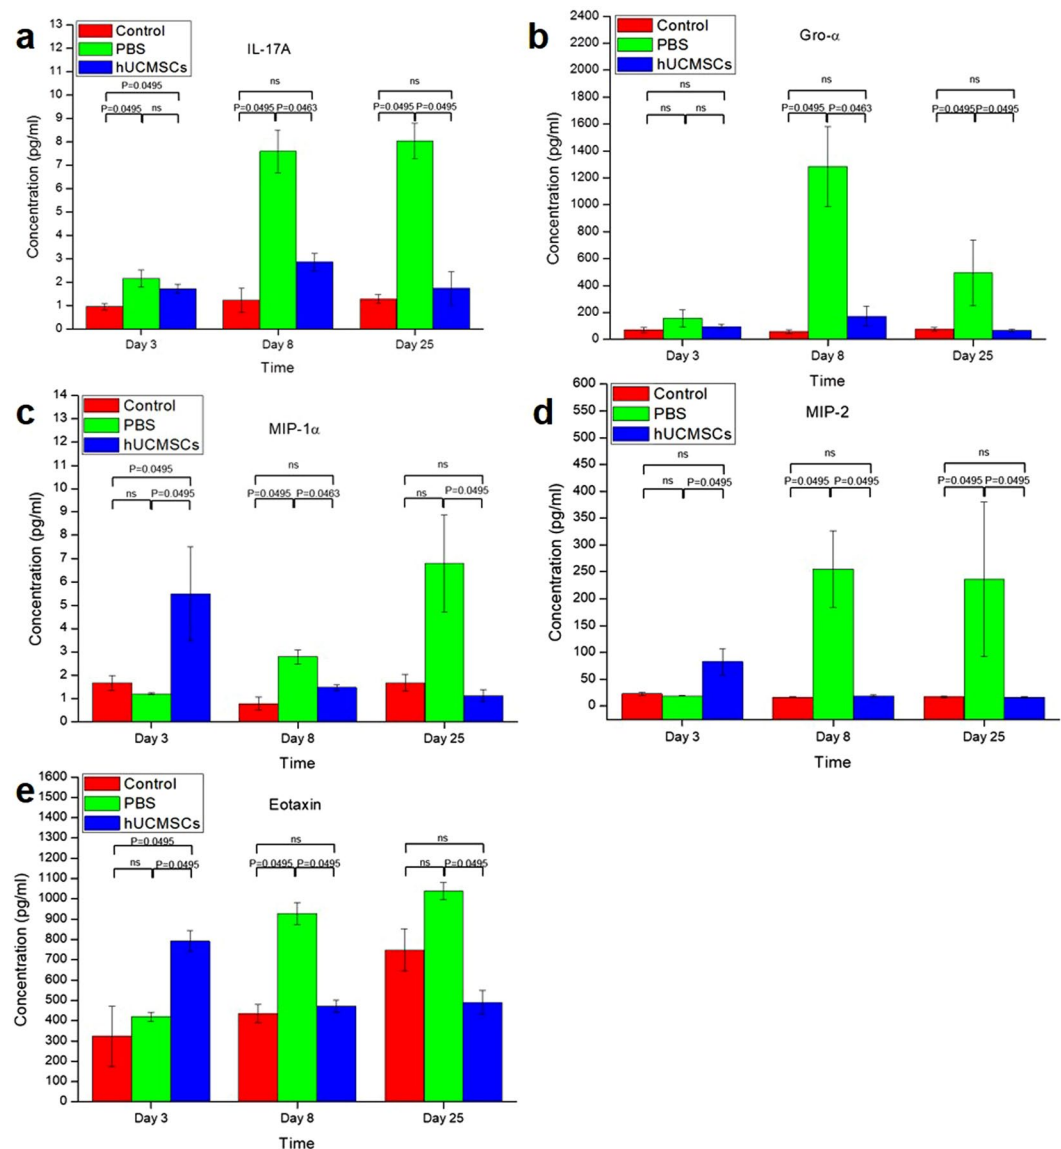 a
Control
PBS
hUCMSCs
IL-17A
13
12
11
10
9
8
7
6
5
4
3
2
1
0
Concentration (pg/ml)
P=0.0495
P=0.0495 ns
ns
P=0.0495 P=0.0463
ns
P=0.0495 P=0.0495
Day 3 Day 8 Day 25
Time
b
Control
PBS
hUCMSCs
Gro-α
2400
2200
2000
1800
1600
1400
1200
1000
800
600
400
200
0
Concentration (pg/ml)
ns
ns ns
ns
P=0.0495 P=0.0463
ns
P=0.0495 P=0.0495
Day 3 Day 8 Day 25
Time
c
Control
PBS
hUCMSCs
MIP-1α
14
13
12
11
10
9
8
7
6
5
4
3
2
1
0
Concentration (pg/ml)
P=0.0495
ns P=0.0495
ns
P=0.0495 P=0.0463
ns
ns P=0.0495
Day 3 Day 8 Day 25
Time
d
Control
PBS
hUCMSCs
MIP-2
600
550
500
450
400
350
300
250
200
150
100
50
0
Concentration (pg/ml)
ns
ns P=0.0495
ns
P=0.0495 P=0.0495
ns
P=0.0495 P=0.0495
Day 3 Day 8 Day 25
Time
e
Control
PBS
hUCMSCs
Eotaxin
1600
1500
1400
1300
1200
1100
1000
900
800
700
600
500
400
300
200
100
0
Concentration (pg/ml)
P=0.0495
ns P=0.0495
ns
P=0.0495 P=0.0495
ns
ns P=0.0495
Day 3 Day 8 Day 25
Time